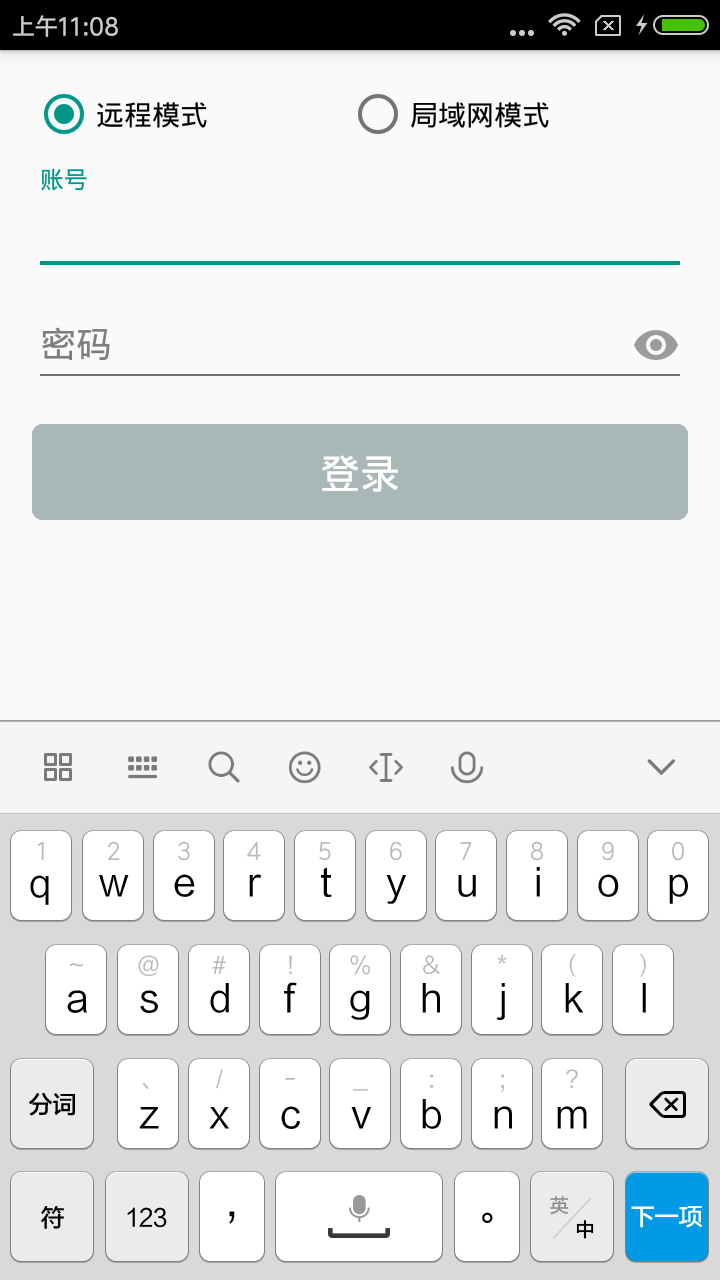 上午11:08
远程模式 局域网模式
账号
密码
登录
1 2 3 4 5 6 7 8 9 0
q w e r t y u i o p
~ @ # ! % & * ( )
a s d f g h j k l
、 / - _ : ; ?
分词 z x c v b n m
符 123 ， 。 英/中 下一项